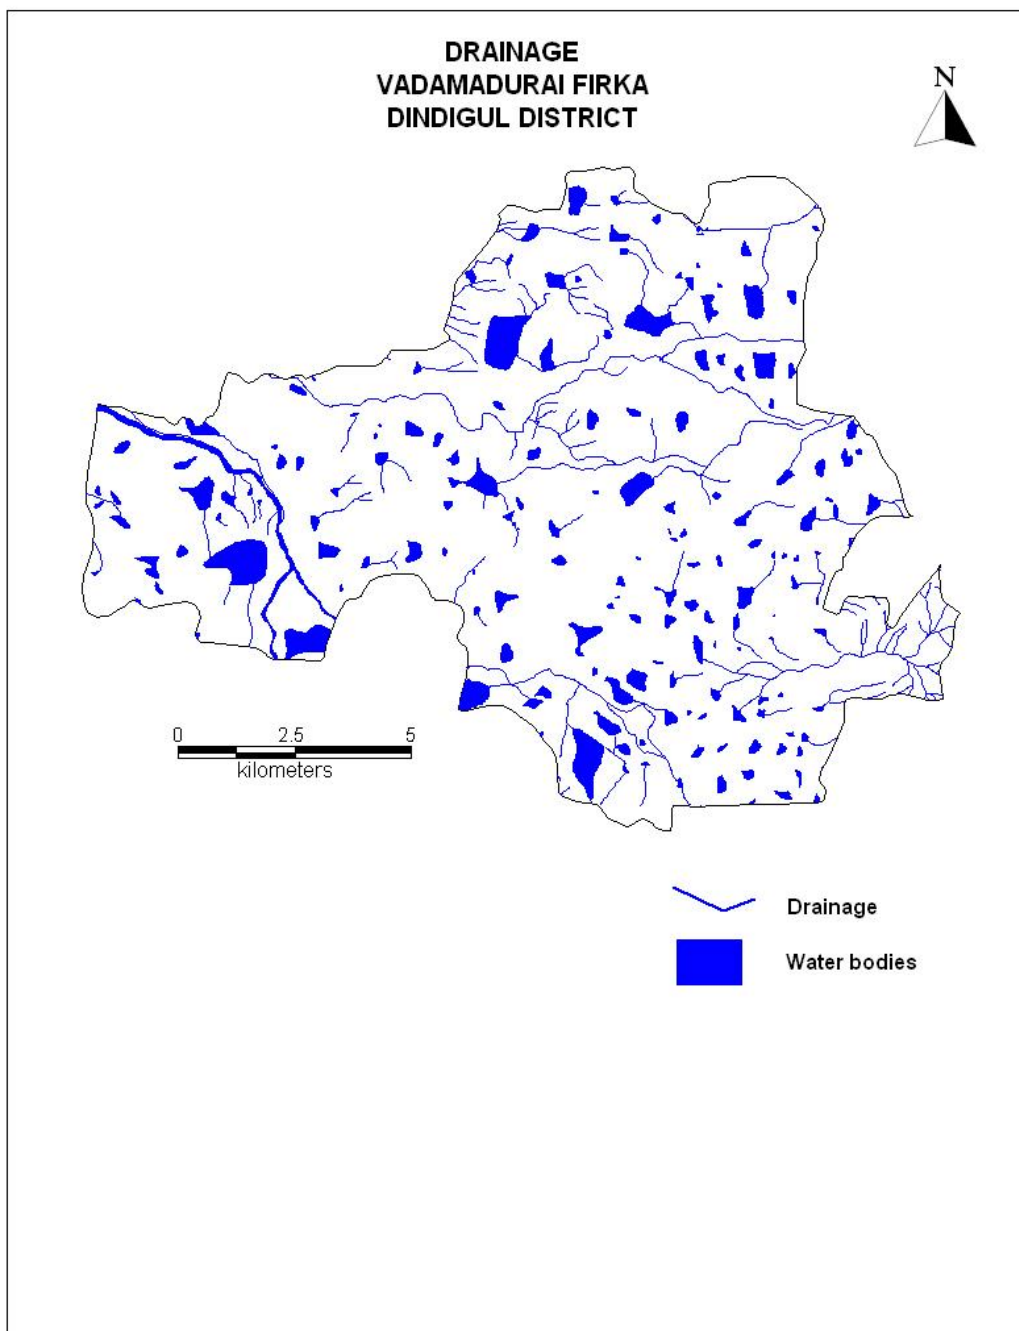 DRAINAGE
VADAMADURAI FIRKA
DINDIGUL DISTRICT
N
0 2.5 5
kilometers
Drainage
Water bodies